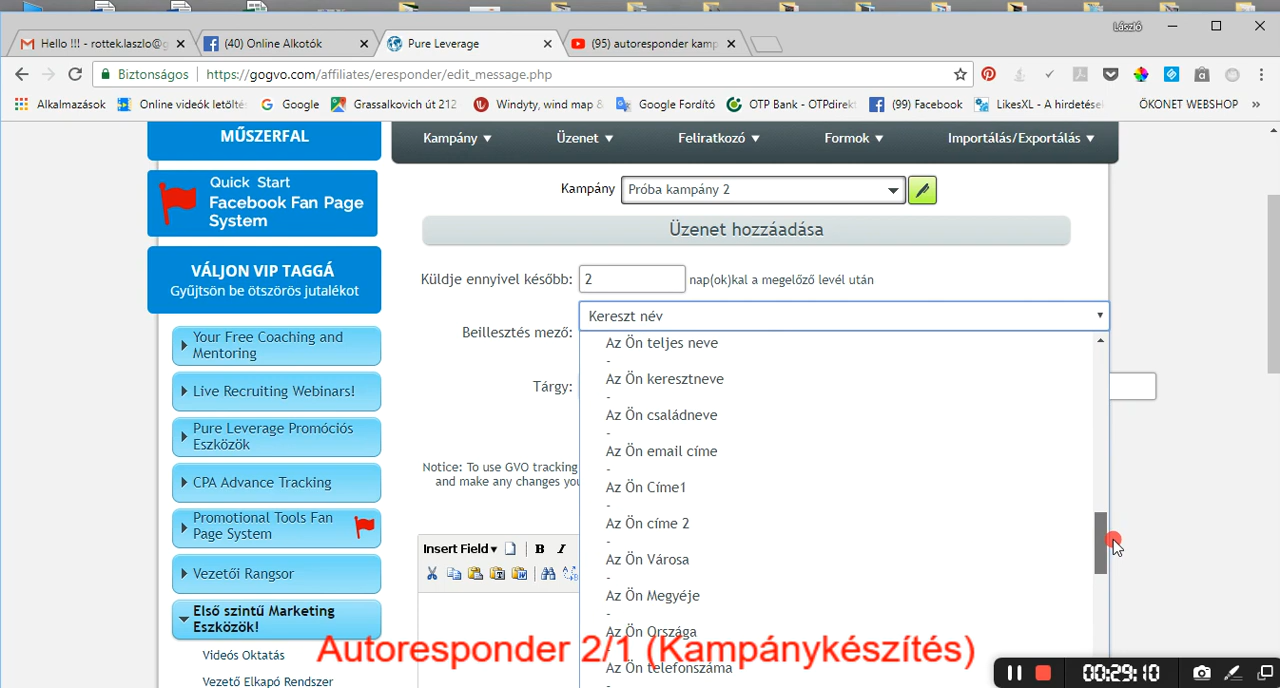 László
Hello !!! - rottek.laszlo@g
(40) Online Alkotók
Pure Leverage
(95) autoresponder kamp
Biztonságos
https://gogvo.com/affiliates/eresponder/edit_message.php
Alkalmazások
Online videók letölté
Google
Grassalkovich út 212
Windyty, wind map &
Google Fordító
OTP Bank - OTPdirekt
(99) Facebook
LikesXL - A hirdetése
ÖKONET WEBSHOP
»
MŰSZERFAL
Kampány ▼
Üzenet ▼
Feliratkozó ▼
Formok ▼
Importálás/Exportálás ▼
Quick Start
Facebook Fan Page
System
Kampány
Próba kampány 2
Üzenet hozzáadása
VÁLJON VIP TAGGÁ
Gyűjtsön be ötszörös jutalékot
Küldje ennyivel később:
2
nap(ok)kal a megelőző levél után
Beillesztés mező:
Kereszt név
Az Ön teljes neve
-
Az Ön keresztneve
-
Az Ön családneve
-
Az Ön email címe
-
Az Ön Címe1
-
Az Ön címe 2
-
Az Ön Városa
-
Az Ön Megyéje
-
Az Ön Országa
-
Az Ön telefonszáma
-
Tárgy:
Notice: To use GVO tracking
and make any changes you
Insert Field▾
B
I
Your Free Coaching and
Mentoring
Live Recruiting Webinars!
Pure Leverage Promóciós
Eszközök
CPA Advance Tracking
Promotional Tools Fan
Page System
Vezetői Rangsor
Első szintű Marketing
Eszközök!
Videós Oktatás
Vezető Elkapó Rendszer
Autoresponder 2/1 (Kampánykészítés)
00:29:10